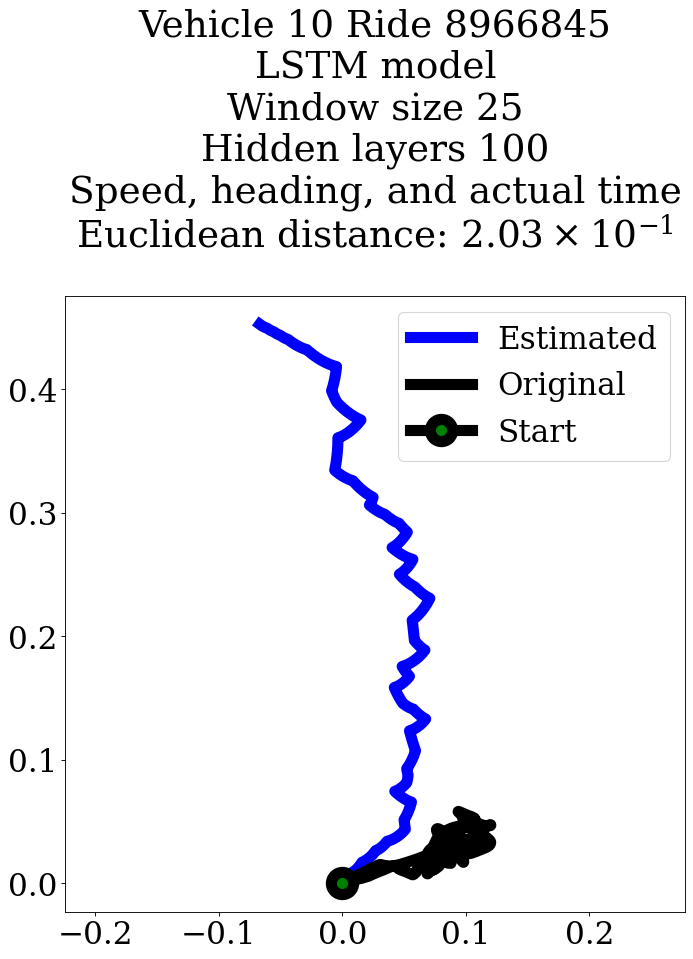 Vehicle 10 Ride 8966845
LSTM model
Window size 25
Hidden layers 100
Speed, heading, and actual time
Euclidean distance: 2.03 × 10⁻¹
Estimated
Original
Start
0.4
0.3
0.2
0.1
0.0
−0.2 −0.1 0.0 0.1 0.2